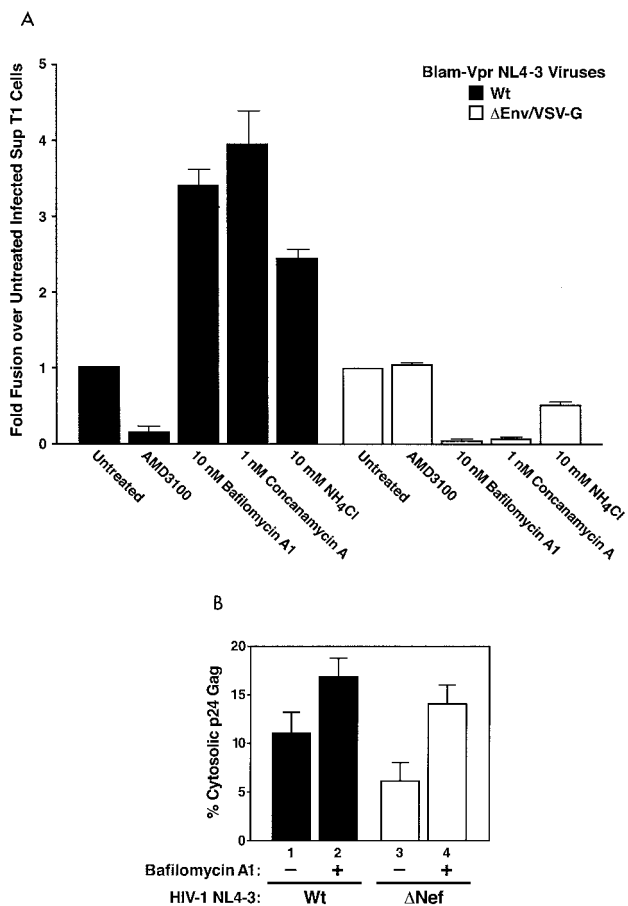 A
Blam-Vpr NL4-3 Viruses
Wt
ΔEnv/VSV-G
Fold Fusion over Untreated Infected Sup T1 Cells
5
4
3
2
1
0
Untreated
AMD3100
10 nM Bafilomycin A1
1 nM Concanamycin A
10 mM NH4Cl
Untreated
AMD3100
10 nM Bafilomycin A1
1 nM Concanamycin A
10 mM NH4Cl
B
% Cytosolic p24 Gag
20
15
10
5
0
1 2 3 4
Bafilomycin A1: – + – +
HIV-1 NL4-3: Wt ΔNef